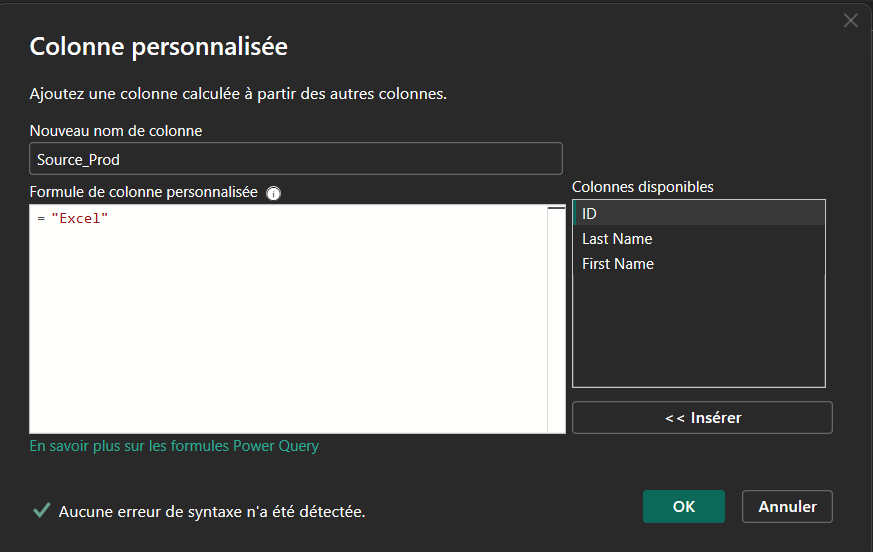 Colonne personnalisée
Ajoutez une colonne calculée à partir des autres colonnes.
Nouveau nom de colonne
Source_Prod
Formule de colonne personnalisée
= "Excel"
Colonnes disponibles
ID
Last Name
First Name
<< Insérer
En savoir plus sur les formules Power Query
Aucune erreur de syntaxe n'a été détectée.
OK
Annuler